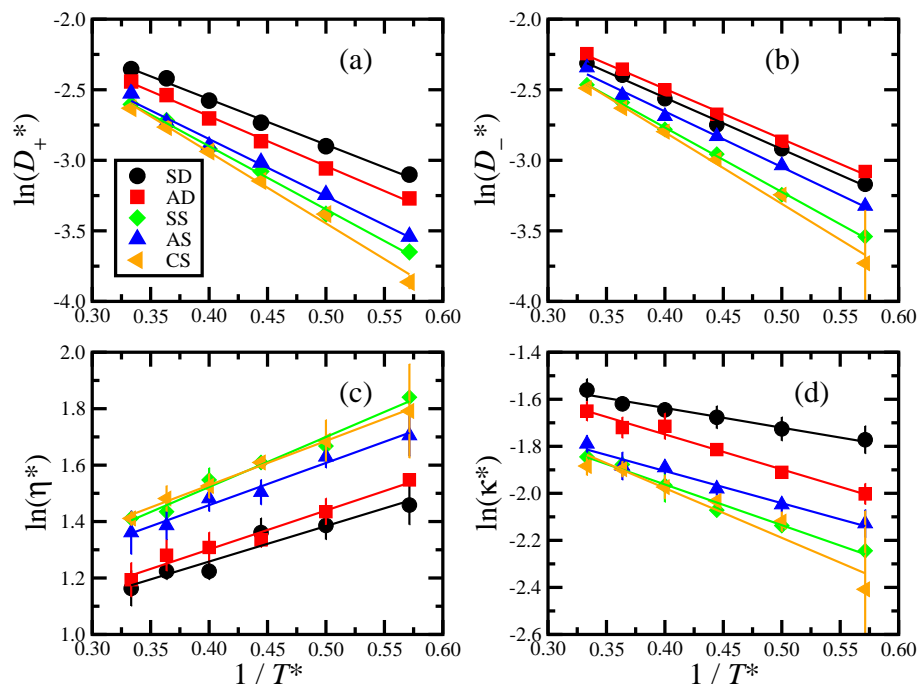 -2.0 (a) -2.0 (b)
-2.5 -2.5
ln(D₊*) -3.0 ln(D₋*) -3.0
SD
AD
SS
AS
CS
-3.5 -3.5
-4.0 -4.0
0.30 0.35 0.40 0.45 0.50 0.55 0.60 0.30 0.35 0.40 0.45 0.50 0.55 0.60
2.0 (c) -1.4 (d)
1.8 -1.6
1.6 -1.8
ln(η*) ln(κ*)
1.4 -2.0
1.2 -2.2
1.0 -2.4
-2.6
0.30 0.35 0.40 0.45 0.50 0.55 0.60 0.30 0.35 0.40 0.45 0.50 0.55 0.60
1 / T* 1 / T*